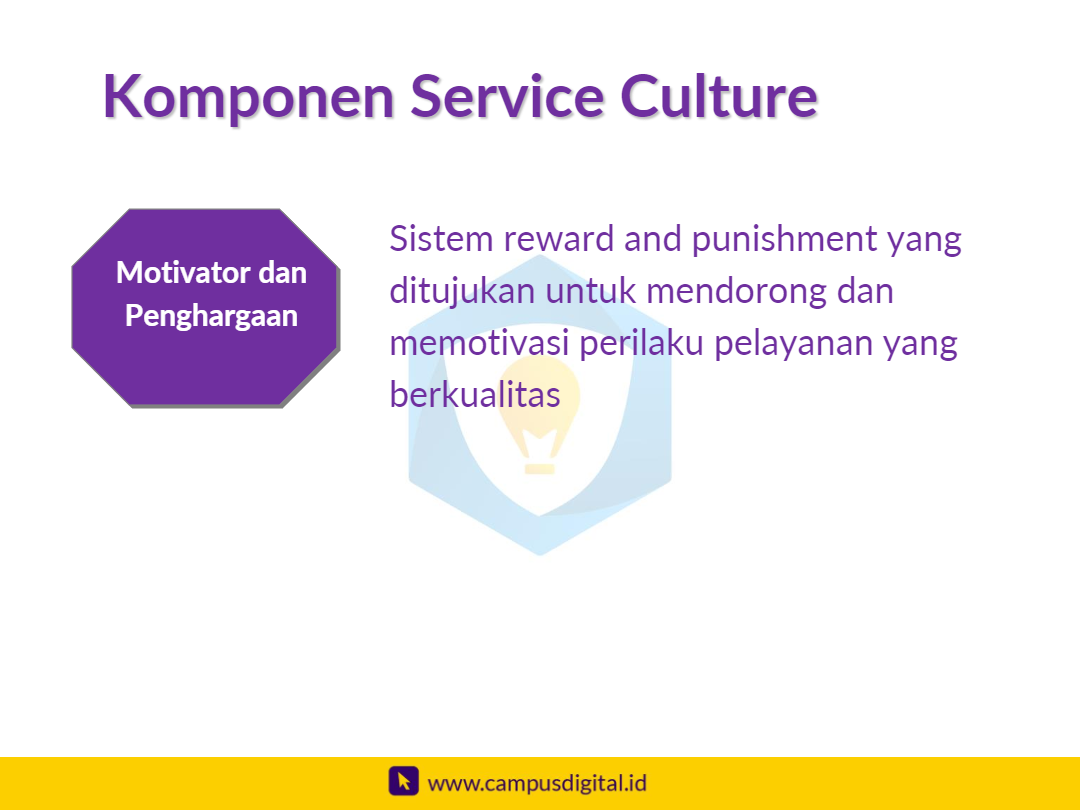 Komponen Service Culture
Motivator dan
Penghargaan
Sistem reward and punishment yang
ditujukan untuk mendorong dan
memotivasi perilaku pelayanan yang
berkualitas
www.campusdigital.id